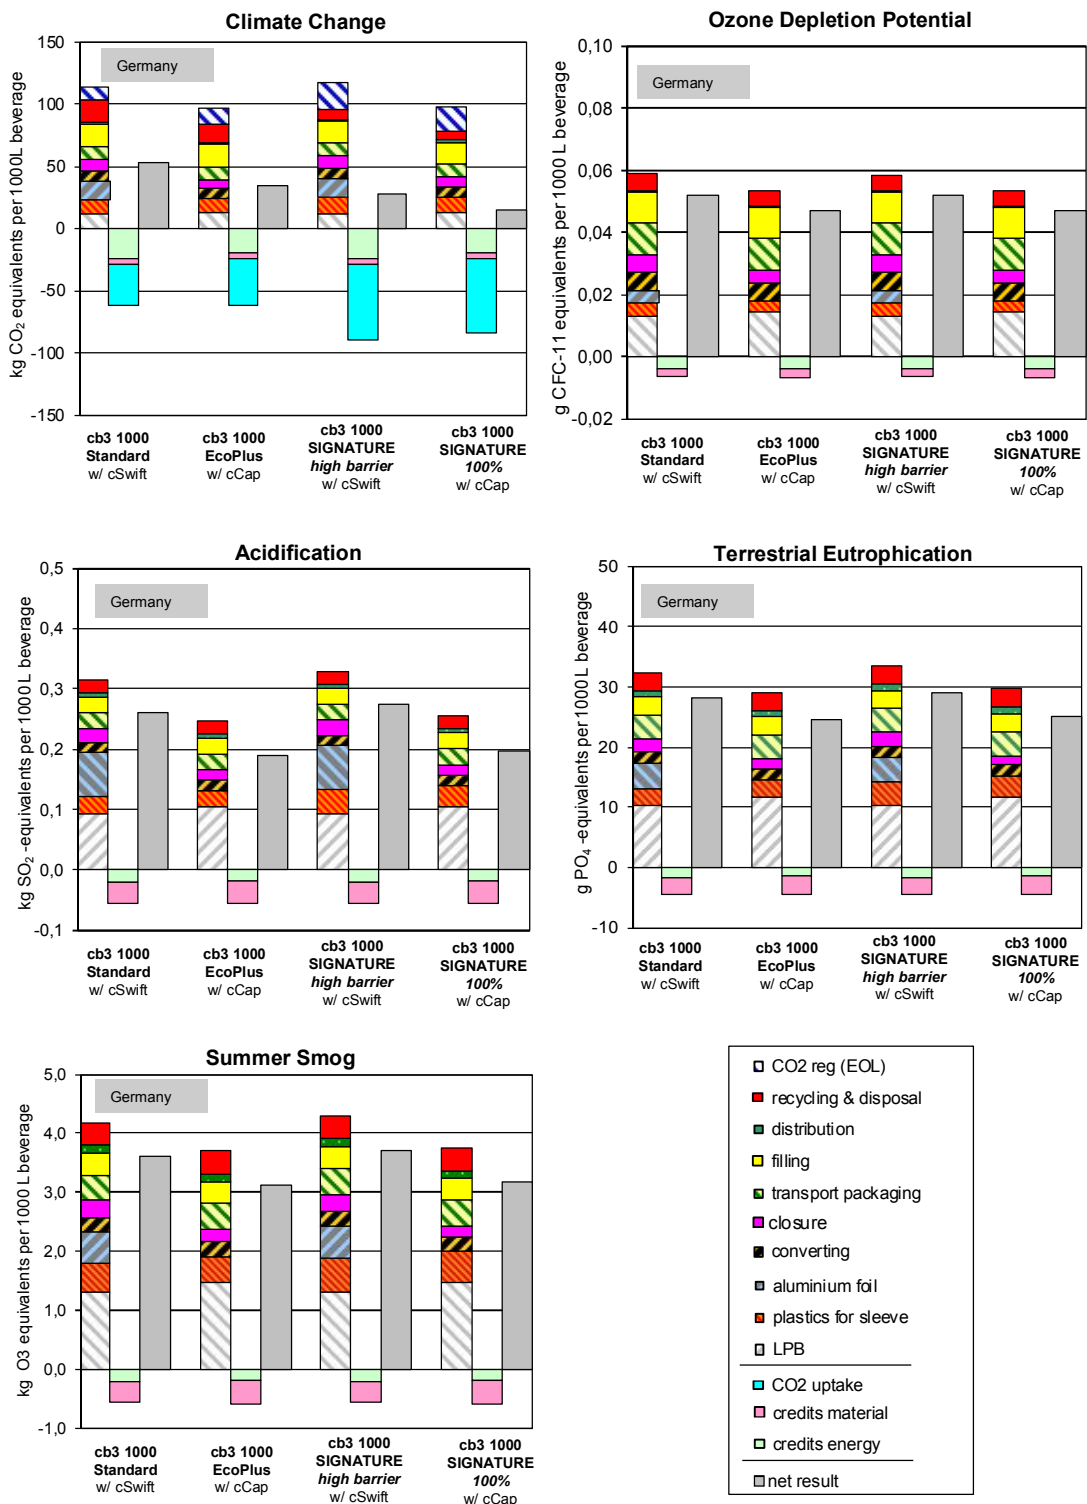 Climate Change
kg CO2 equivalents per 1000L beverage
150
100
50
0
-50
-100
-150
Germany
cb3 1000
Standard
w/ cSwift
cb3 1000
EcoPlus
w/ cCap
cb3 1000
SIGNATURE
high barrier
w/ cSwift
cb3 1000
SIGNATURE
100%
w/ cCap
Ozone Depletion Potential
g CFC-11 equivalents per 1000 L beverage
0,10
0,08
0,06
0,04
0,02
0,00
-0,02
Germany
cb3 1000
Standard
w/ cSwift
cb3 1000
EcoPlus
w/ cCap
cb3 1000
SIGNATURE
high barrier
w/ cSwift
cb3 1000
SIGNATURE
100%
w/ cCap
Acidification
kg SO2 -equivalents per 1000L beverage
0,5
0,4
0,3
0,2
0,1
0,0
-0,1
Germany
cb3 1000
Standard
w/ cSwift
cb3 1000
EcoPlus
w/ cCap
cb3 1000
SIGNATURE
high barrier
w/ cSwift
cb3 1000
SIGNATURE
100%
w/ cCap
Terrestrial Eutrophication
g PO4 -equivalents per 1000L beverage
50
40
30
20
10
0
-10
Germany
cb3 1000
Standard
w/ cSwift
cb3 1000
EcoPlus
w/ cCap
cb3 1000
SIGNATURE
high barrier
w/ cSwift
cb3 1000
SIGNATURE
100%
w/ cCap
Summer Smog
kg O3 equivalents per 1000 L beverage
5,0
4,0
3,0
2,0
1,0
0,0
-1,0
Germany
cb3 1000
Standard
w/ cSwift
cb3 1000
EcoPlus
w/ cCap
cb3 1000
SIGNATURE
high barrier
w/ cSwift
cb3 1000
SIGNATURE
100%
w/ cCap
CO2 reg (EOL)
recycling & disposal
distribution
filling
transport packaging
closure
converting
aluminium foil
plastics for sleeve
LPB
CO2 uptake
credits material
credits energy
net result